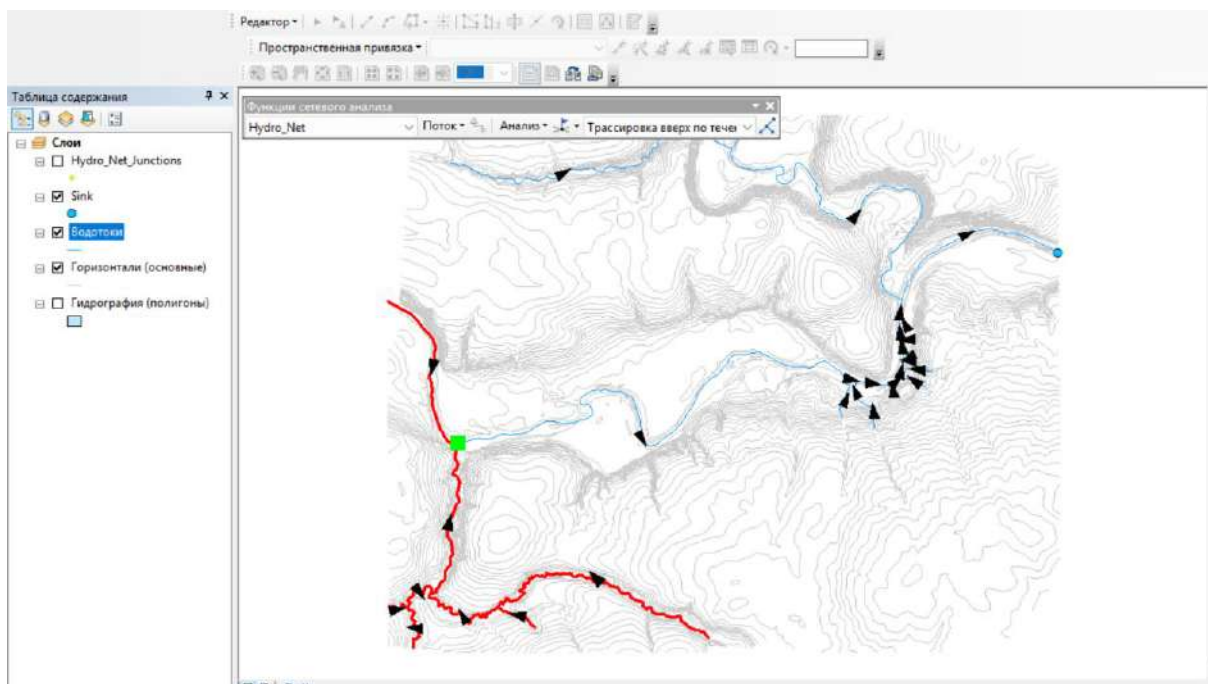 Редактор
Пространственная привязка
Таблица содержания
Функции сетевого анализа
Hydro_Net Поток Анализ Трассировка вверх по течен
Слои
Hydro_Net_Junctions
Sink
Водотоки
Горизонтали (основные)
Гидрография (полигоны)